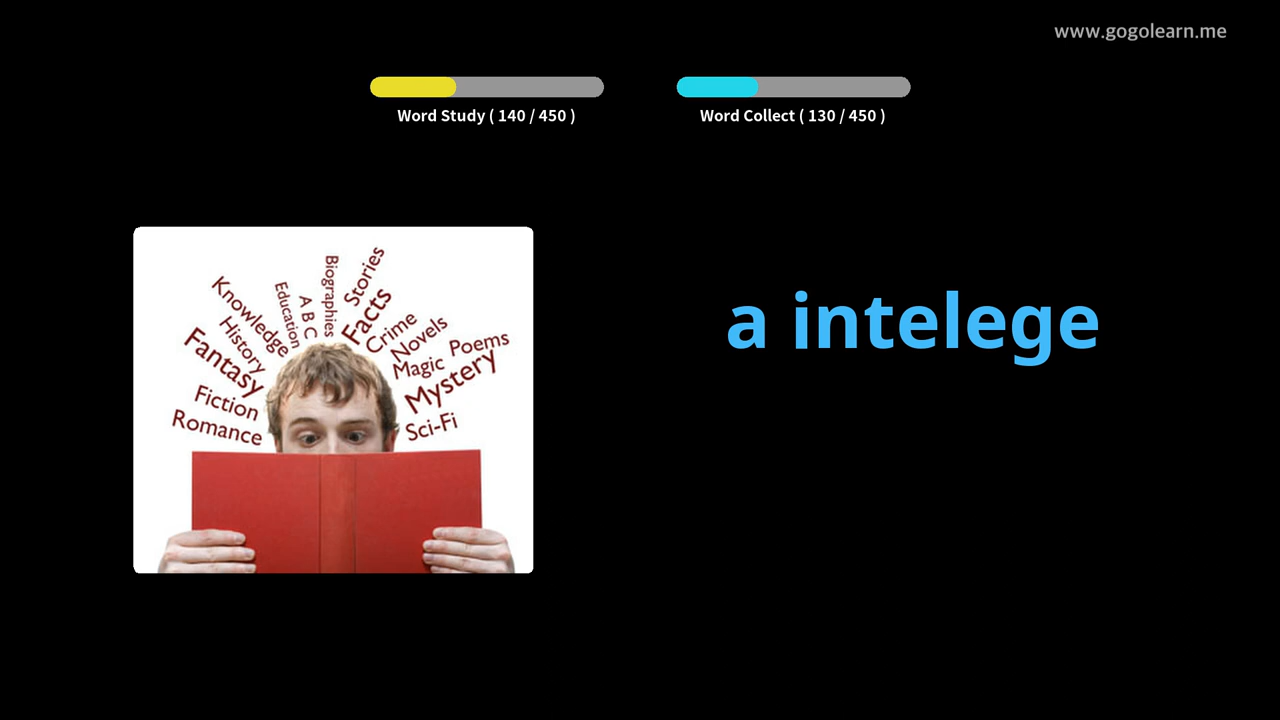 www.gogolearn.me
Word Study ( 140 / 450 )
Word Collect ( 130 / 450 )
Biographies
Stories
Education
A B C
Facts
Knowledge
Crime
History
Novels
Poems
Fantasy
Magic
Mystery
Fiction
Romance
Sci-Fi
a intelege